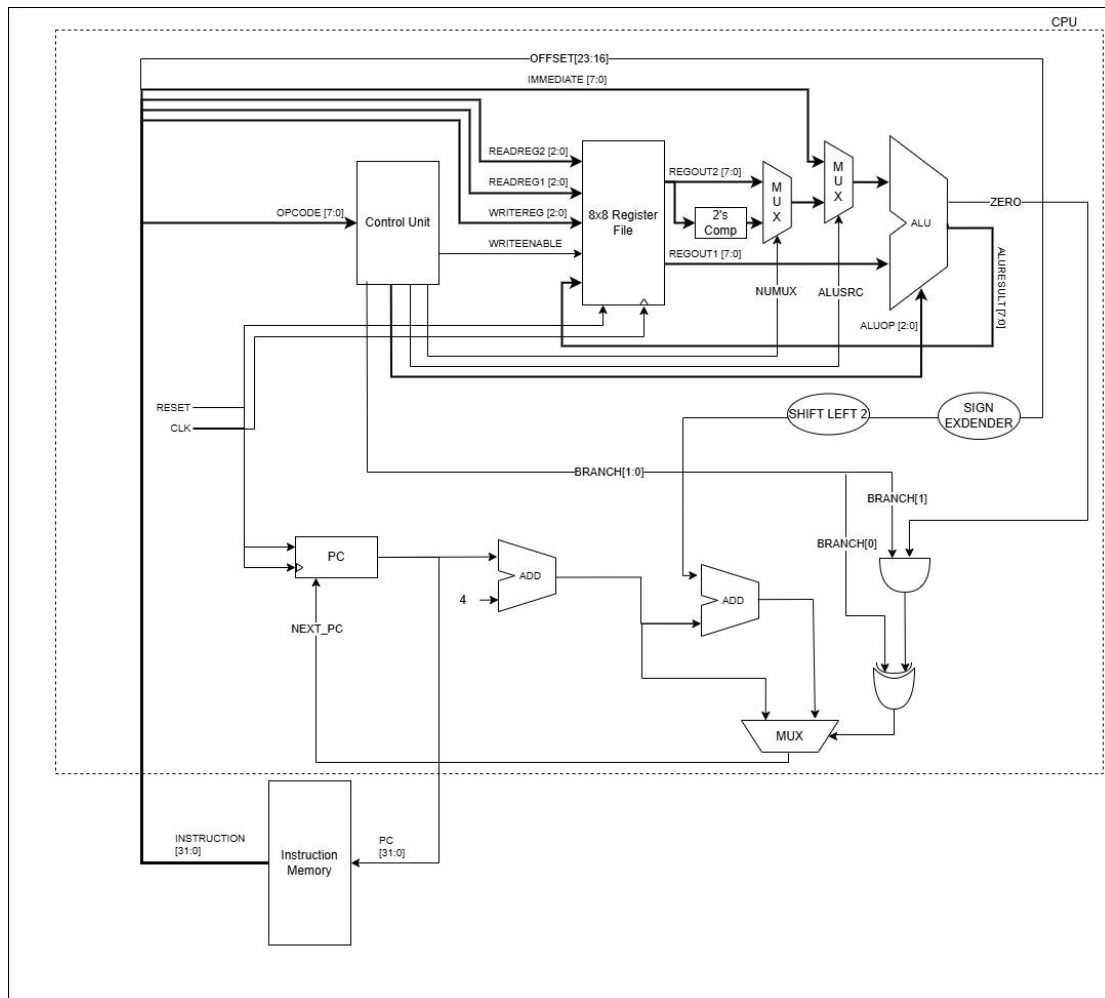 CPU
OFFSET[23:16]
IMMEDIATE [7:0]
READREG2 [2:0]
READREG1 [2:0]
OPCODE [7:0]
Control Unit
WRITEREG [2:0]
WRITEENABLE
8x8 Register
File
REGOUT2 [7:0]
2's
Comp
REGOUT1 [7:0]
M
U
X
M
U
X
NUMUX
ALUSRC
ALU
ALUOP [2:0]
ZERO
ALURESULT [7:0]
RESET
CLK
SHIFT LEFT 2
SIGN
EXDENDER
BRANCH[1:0]
BRANCH[1]
BRANCH[0]
PC
ADD
4
ADD
NEXT_PC
MUX
INSTRUCTION
[31:0]
Instruction
Memory
PC
[31:0]